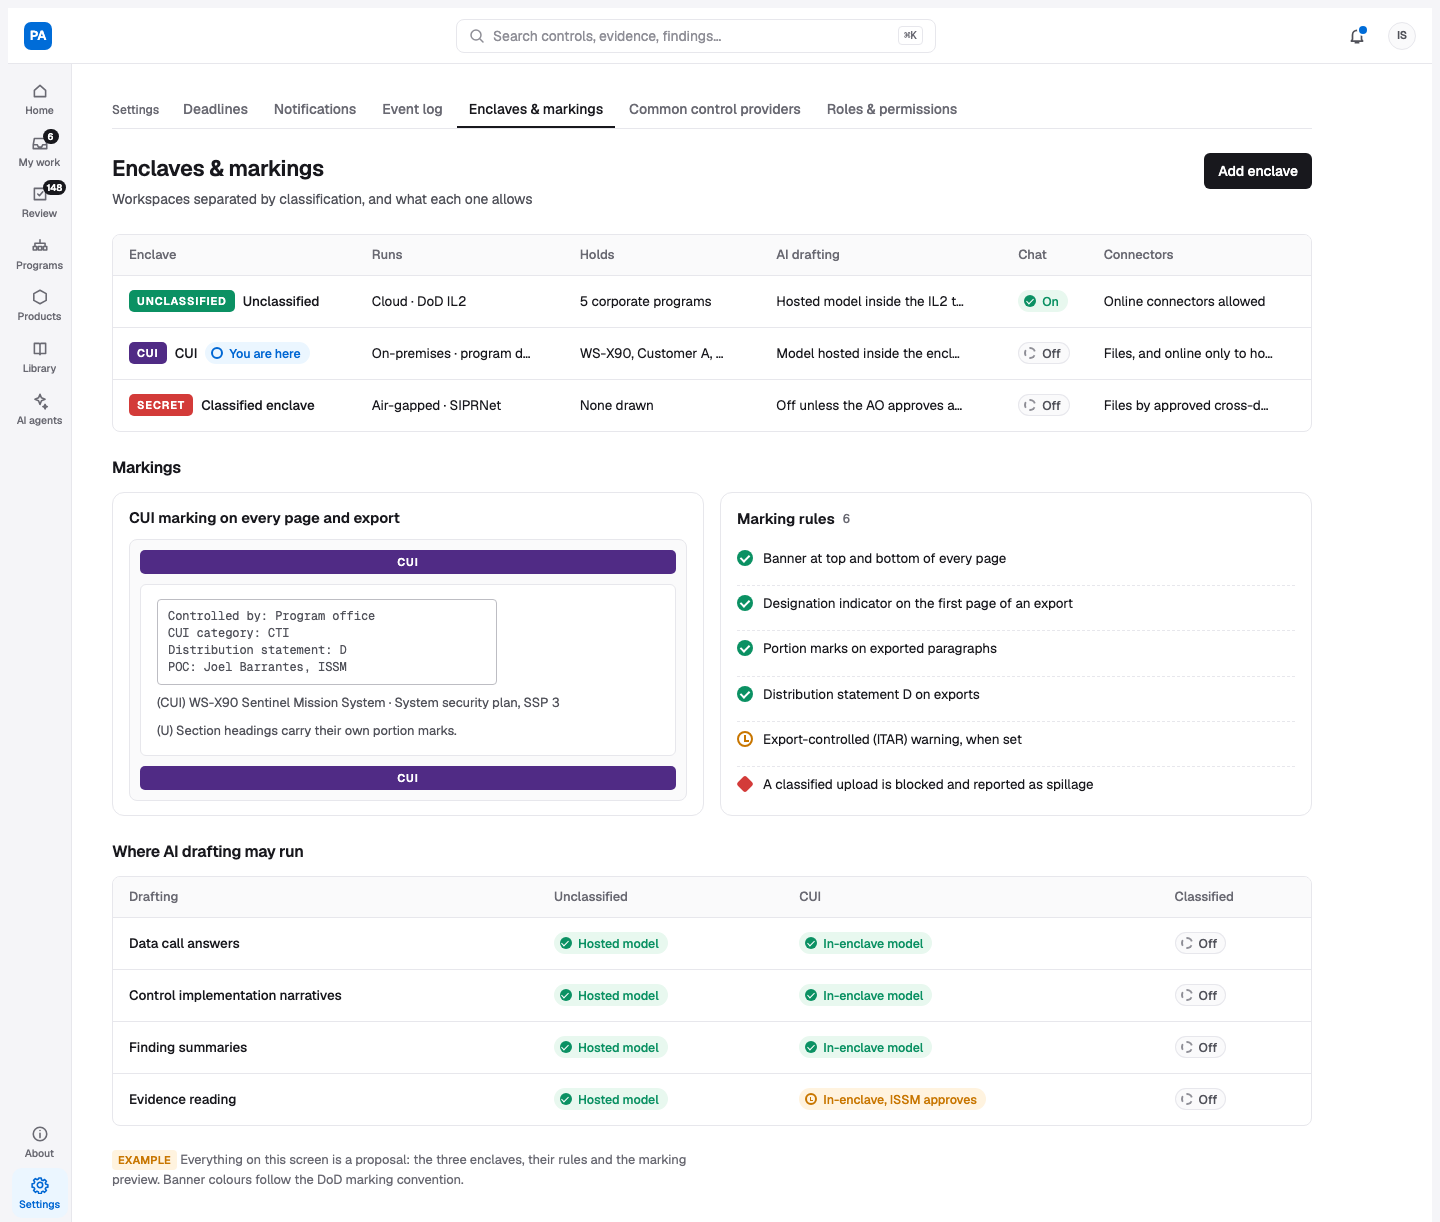 PA
Search controls, evidence, findings...
⌘K
IS
Home
6
My work
148
Review
Programs
Products
Library
AI agents
About
Settings
Settings Deadlines Notifications Event log Enclaves & markings Common control providers Roles & permissions
Enclaves & markings
Add enclave
Workspaces separated by classification, and what each one allows
Enclave Runs Holds AI drafting Chat Connectors
UNCLASSIFIED Unclassified Cloud · DoD IL2 5 corporate programs Hosted model inside the IL2 t... On Online connectors allowed
CUI CUI You are here On-premises · program d... WS-X90, Customer A, ... Model hosted inside the encl... Off Files, and online only to ho...
SECRET Classified enclave Air-gapped · SIPRNet None drawn Off unless the AO approves a... Off Files by approved cross-d...
Markings
CUI marking on every page and export
CUI
Controlled by: Program office
CUI category: CTI
Distribution statement: D
POC: Joel Barrantes, ISSM
(CUI) WS-X90 Sentinel Mission System · System security plan, SSP 3
(U) Section headings carry their own portion marks.
CUI
Marking rules 6
Banner at top and bottom of every page
Designation indicator on the first page of an export
Portion marks on exported paragraphs
Distribution statement D on exports
Export-controlled (ITAR) warning, when set
A classified upload is blocked and reported as spillage
Where AI drafting may run
Drafting Unclassified CUI Classified
Data call answers Hosted model In-enclave model Off
Control implementation narratives Hosted model In-enclave model Off
Finding summaries Hosted model In-enclave model Off
Evidence reading Hosted model In-enclave, ISSM approves Off
EXAMPLE Everything on this screen is a proposal: the three enclaves, their rules and the marking
preview. Banner colours follow the DoD marking convention.